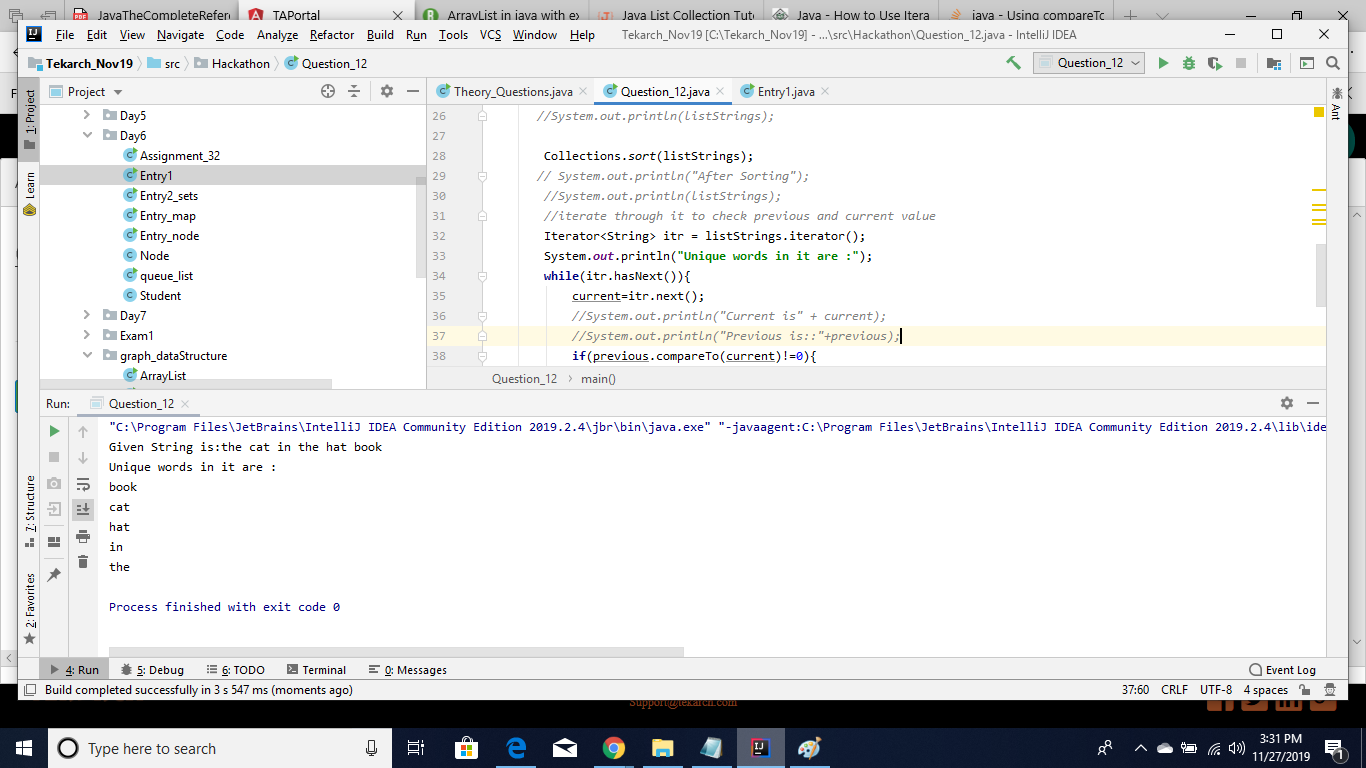 JavaTheCompleteRefere
TAPortal
ArrayList in java with ex
Java List Collection Tuto
Java - How to Use Itera
java - Using compareTo
File Edit View Navigate Code Analyze Refactor Build Run Tools VCS Window Help Tekarch_Nov19 [C:\Tekarch_Nov19] - ...\src\Hackathon\Question_12.java - IntelliJ IDEA
Tekarch_Nov19 src Hackathon Question_12
Question_12
Project
Theory_Questions.java Question_12.java Entry1.java
1: Project
Learn
7: Structure
2: Favorites
Ant
Day5
Day6
Assignment_32
Entry1
Entry2_sets
Entry_map
Entry_node
Node
queue_list
Student
Day7
Exam1
graph_dataStructure
ArrayList
26 //System.out.println(listStrings);
27
28 Collections.sort(listStrings);
29 // System.out.println("After Sorting");
30 //System.out.println(listStrings);
31 //iterate through it to check previous and current value
32 Iterator<String> itr = listStrings.iterator();
33 System.out.println("Unique words in it are :");
34 while(itr.hasNext()){
35 current=itr.next();
36 //System.out.println("Current is" + current);
37 //System.out.println("Previous is::"+previous);
38 if(previous.compareTo(current)!=0){
Question_12 > main()
Run: Question_12
"C:\Program Files\JetBrains\IntelliJ IDEA Community Edition 2019.2.4\jbr\bin\java.exe" "-javaagent:C:\Program Files\JetBrains\IntelliJ IDEA Community Edition 2019.2.4\lib\ide
Given String is:the cat in the hat book
Unique words in it are :
book
cat
hat
in
the
Process finished with exit code 0
4: Run 5: Debug 6: TODO Terminal 0: Messages Event Log
Build completed successfully in 3 s 547 ms (moments ago) 37:60 CRLF UTF-8 4 spaces
Support@tekarch.com
Type here to search
3:31 PM
11/27/2019
1